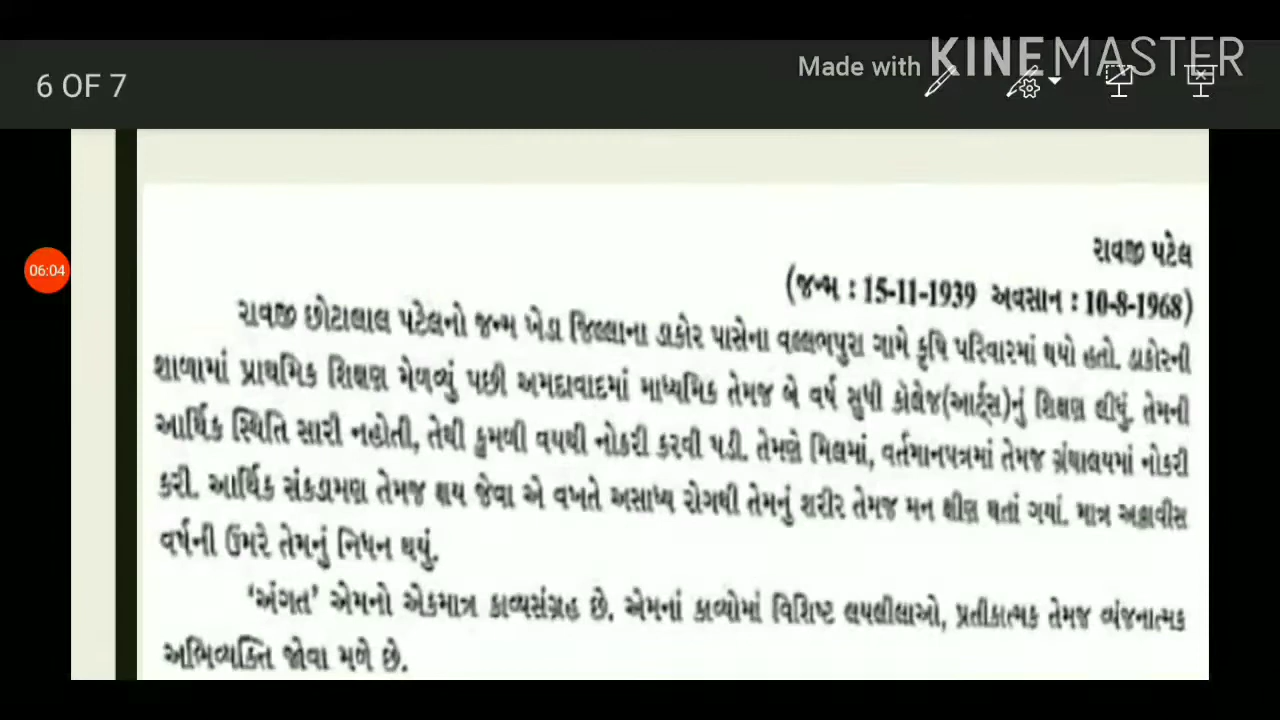 Made with KINEMASTER
6 OF 7
06:04
રાવજી પટેલ
(જન્મ : 15-11-1939 અવસાન : 10-8-1968)
રાવજી છોટાલાલ પટેલનો જન્મ ખેડા જિલ્લાના ડાકોર પાસેના વલ્લભપુરા ગામે કૃષિ પરિવારમાં થયો હતો. ડાકોરની
શાળામાં પ્રાથમિક શિક્ષણ મેળવ્યું પછી અમદાવાદમાં માધ્યમિક તેમજ બે વર્ષ સુધી કૉલેજ(આર્ટ્સ)નું શિક્ષણ લીધું. તેમની
આર્થિક સ્થિતિ સારી નહોતી, તેથી કુમળી વયથી નોકરી કરવી પડી. તેમણે મિલમાં, વર્તમાનપત્રમાં તેમજ ગ્રંથાલયમાં નોકરી
કરી. આર્થિક સંકડામણ તેમજ ક્ષય જેવા એ વખતે અસાધ્ય રોગથી તેમનું શરીર તેમજ મન ક્ષીણ થતાં ગયાં. માત્ર અઠ્ઠાવીસ
વર્ષની ઉંમરે તેમનું નિધન થયું.
‘અંગત’ એમનો એકમાત્ર કાવ્યસંગ્રહ છે. એમનાં કાવ્યોમાં વિશિષ્ટ લયલીલાઓ, પ્રતીકાત્મક તેમજ વ્યંજનાત્મક
અભિવ્યક્તિ જોવા મળે છે.